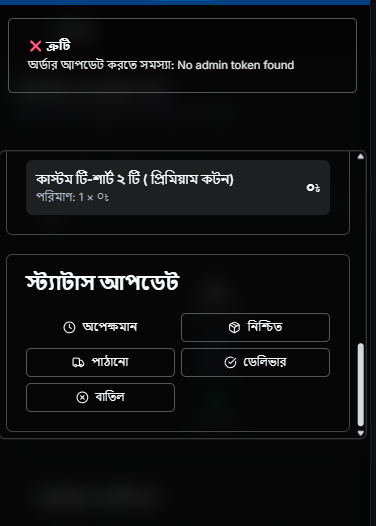 ❌ ত্রুটি
অর্ডার আপডেট করতে সমস্যা: No admin token found
কাস্টম টি-শার্ট ২ টি ( প্রিমিয়াম কটন)
০৳
পরিমাণ: 1 × ০৳
স্ট্যাটাস আপডেট
অপেক্ষমান
নিশ্চিত
পাঠানো
ডেলিভার
বাতিল